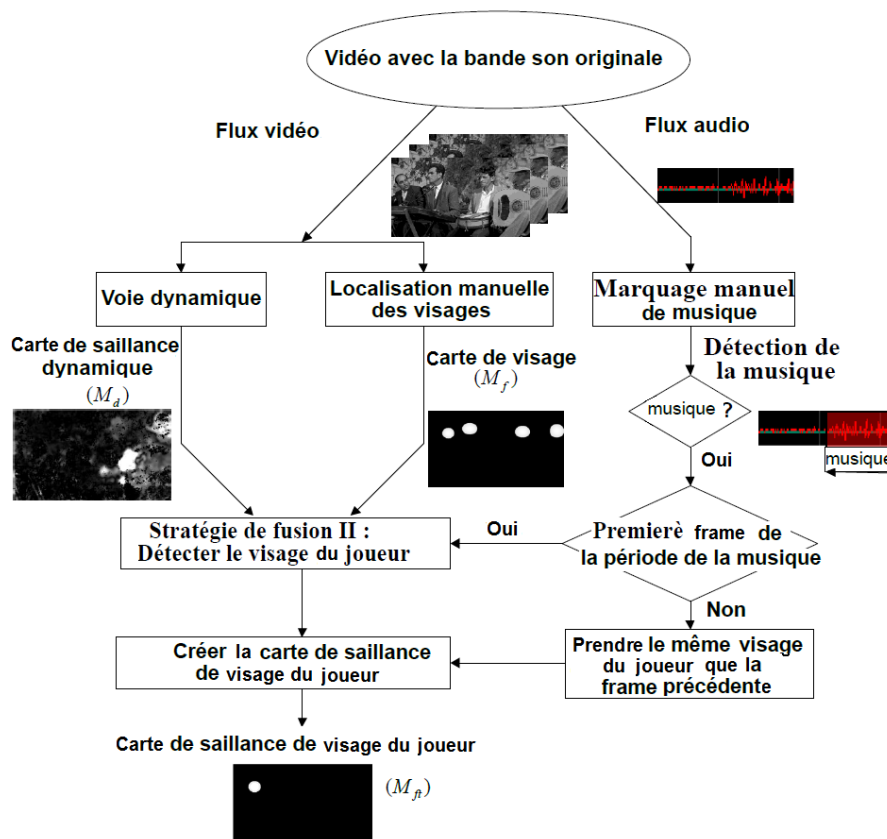 Vidéo avec la bande son originale
Flux vidéo
Flux audio
Voie dynamique
Localisation manuelle
des visages
Marquage manuel
de musique
Carte de saillance
dynamique
(M_d)
Carte de visage
(M_f)
Détection de
la musique
musique ?
musique
Oui
Stratégie de fusion II :
Détecter le visage du joueur
Oui
Premierè frame de
la période de la musique
Non
Créer la carte de saillance
de visage du joueur
Prendre le même visage
du joueur que la
frame précédente
Carte de saillance de visage du joueur
(M_ft)